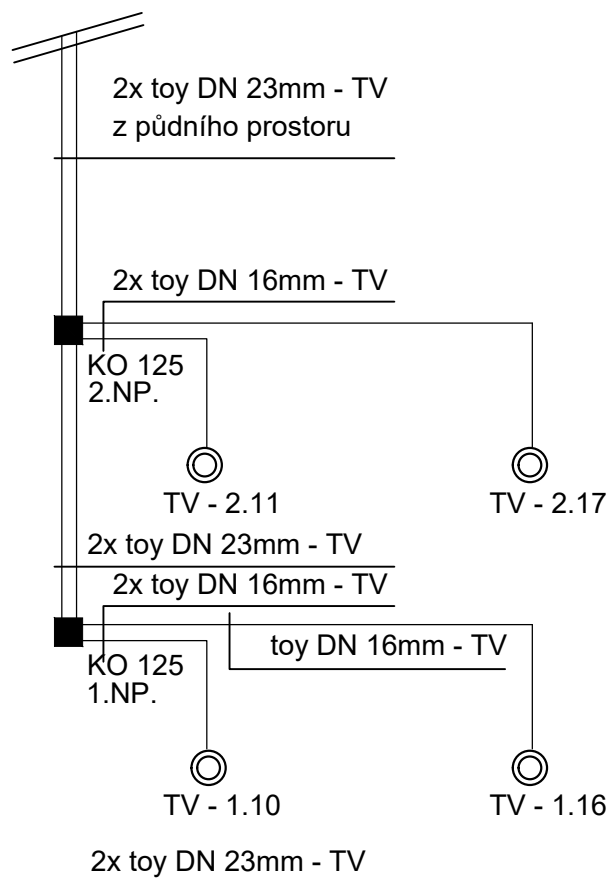 2x toy DN 23mm - TV
z půdního prostoru
2x toy DN 16mm - TV
KO 125
2.NP.
TV - 2.11
TV - 2.17
2x toy DN 23mm - TV
2x toy DN 16mm - TV
toy DN 16mm - TV
KO 125
1.NP.
TV - 1.10
TV - 1.16
2x toy DN 23mm - TV